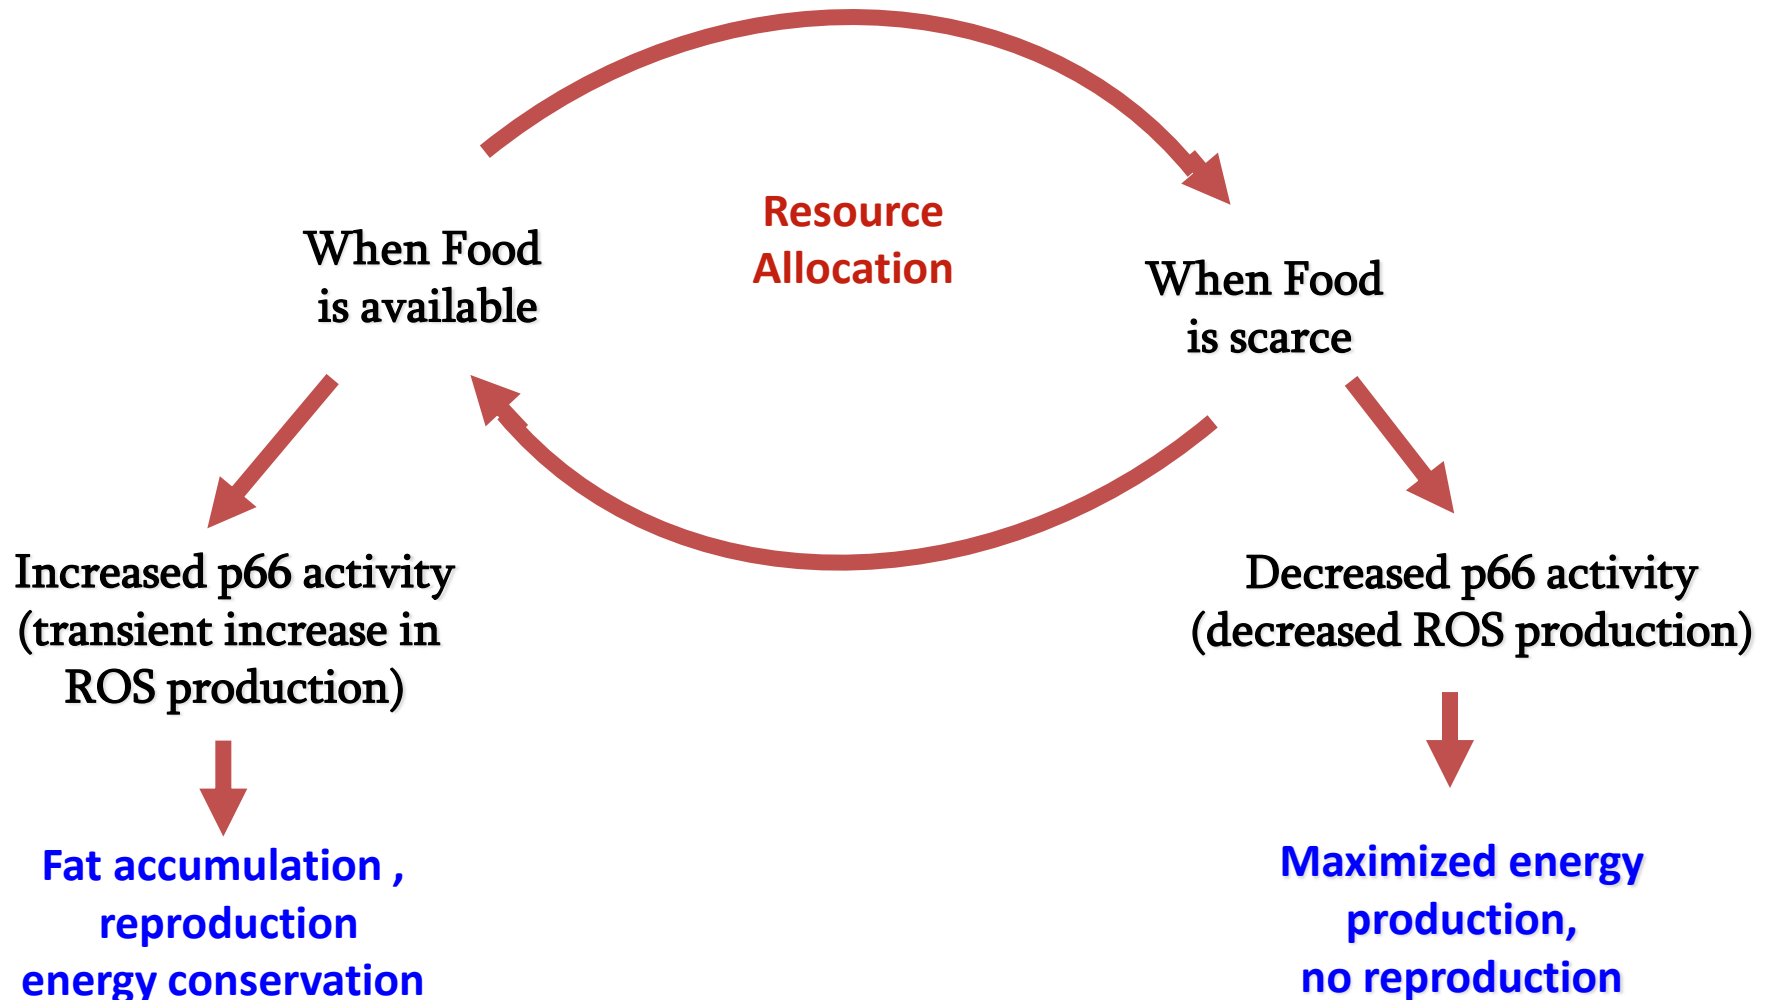 Resource
Allocation
When Food
is available
When Food
is scarce
Increased p66 activity
(transient increase in
ROS production)
Decreased p66 activity
(decreased ROS production)
Fat accumulation ,
reproduction
energy conservation
Maximized energy
production,
no reproduction